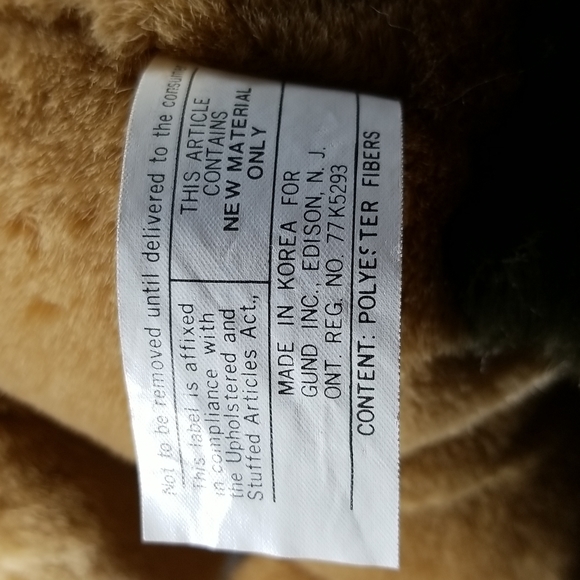 Not to be removed until delivered to the consum
This label is affixed
in compliance with
the Upholstered and
Stuffed Articles Act.,
THIS ARTICLE
CONTAINS
NEW MATERIAL
ONLY
MADE IN KOREA FOR
GUND INC., EDISON, N. J.
ONT. REG. NO. 77K5293
CONTENT: POLYESTER FIBERS